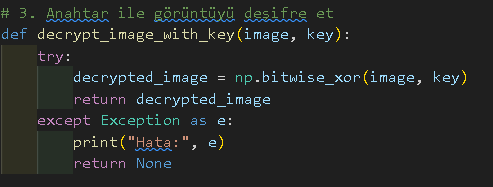 # 3. Anahtar ile görüntüyü desifre et
def decrypt_image_with_key(image, key):
    try:
        decrypted_image = np.bitwise_xor(image, key)
        return decrypted_image
    except Exception as e:
        print("Hata:", e)
        return None